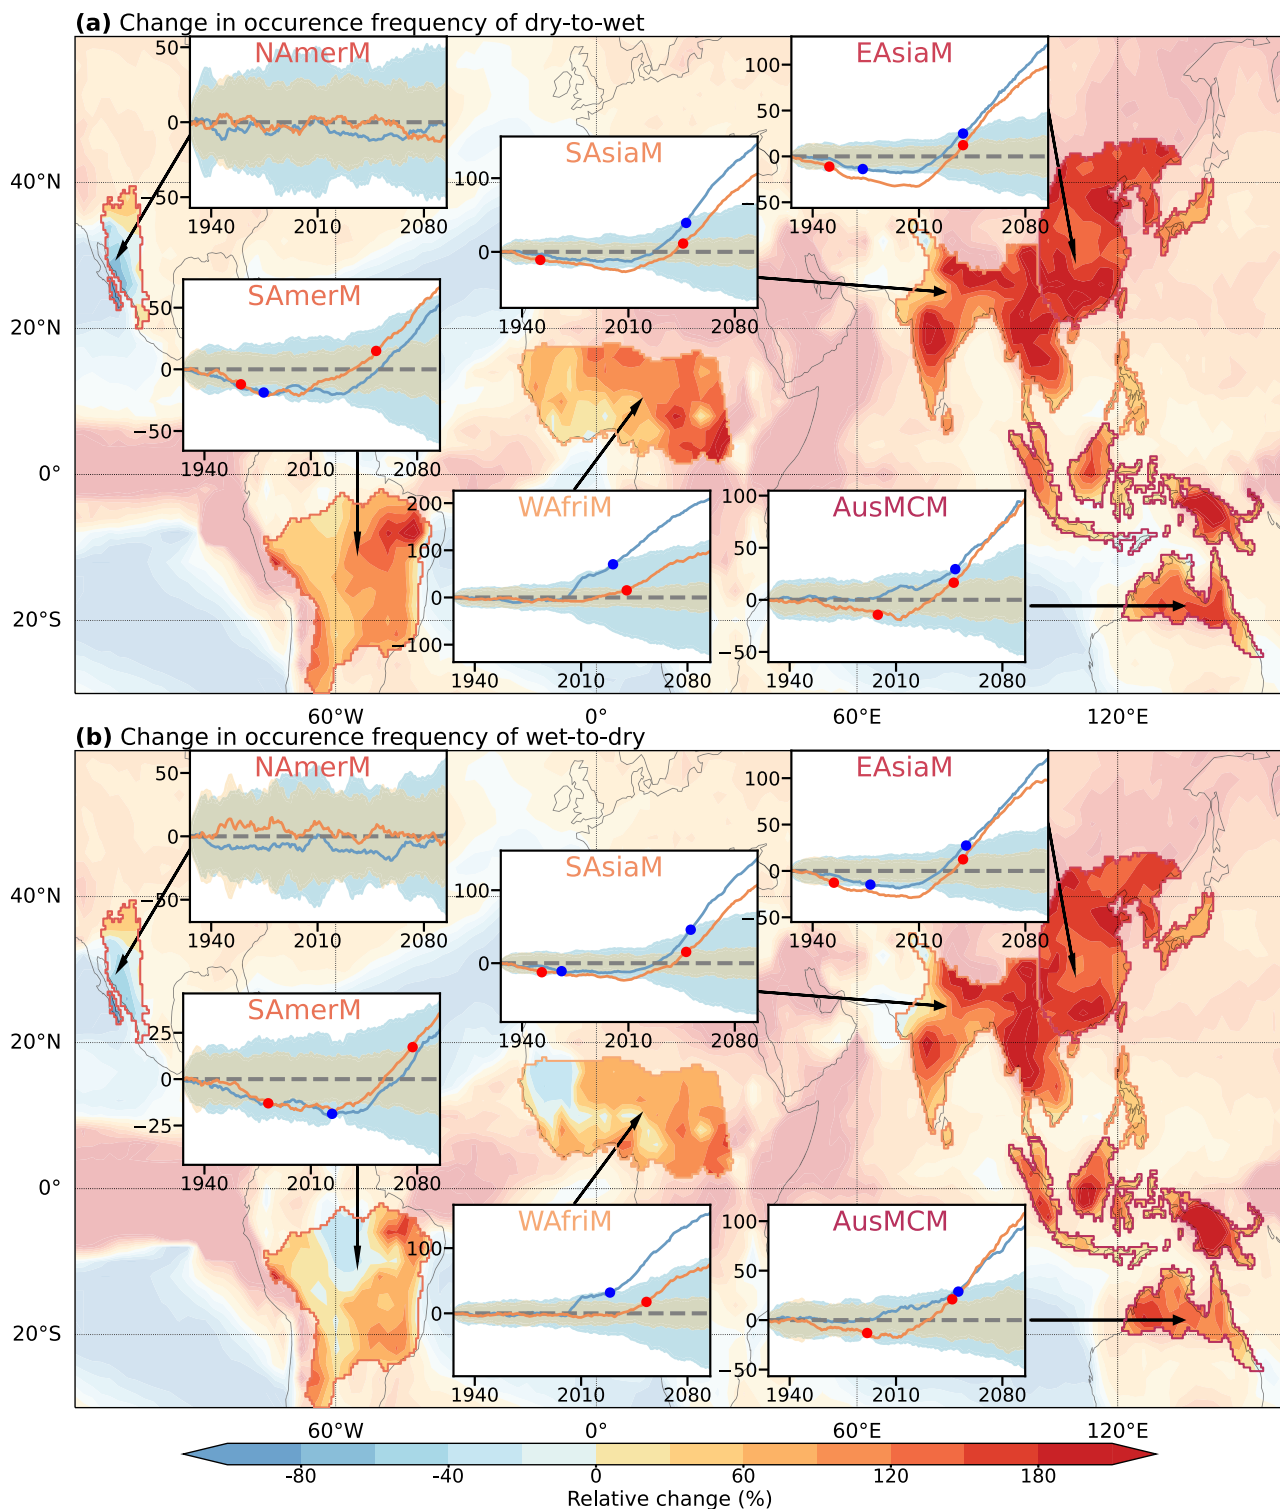 (a) Change in occurence frequency of dry-to-wet
NAmerM
50
0
−50
1940 2010 2080
SAsiaM
100
0
1940 2010 2080
EAsiaM
100
50
0
−50
1940 2010 2080
SAmerM
50
0
−50
1940 2010 2080
WAfriM
200
100
0
−100
1940 2010 2080
AusMCM
100
50
0
−50
1940 2010 2080
40°N
20°N
0°
20°S
60°W 0° 60°E 120°E
(b) Change in occurence frequency of wet-to-dry
NAmerM
50
0
−50
1940 2010 2080
SAsiaM
100
0
1940 2010 2080
EAsiaM
100
50
0
−50
1940 2010 2080
SAmerM
25
0
−25
1940 2010 2080
WAfriM
100
0
1940 2010 2080
AusMCM
100
50
0
−50
1940 2010 2080
40°N
20°N
0°
20°S
60°W 0° 60°E 120°E
-80 -40 0 60 120 180
Relative change (%)